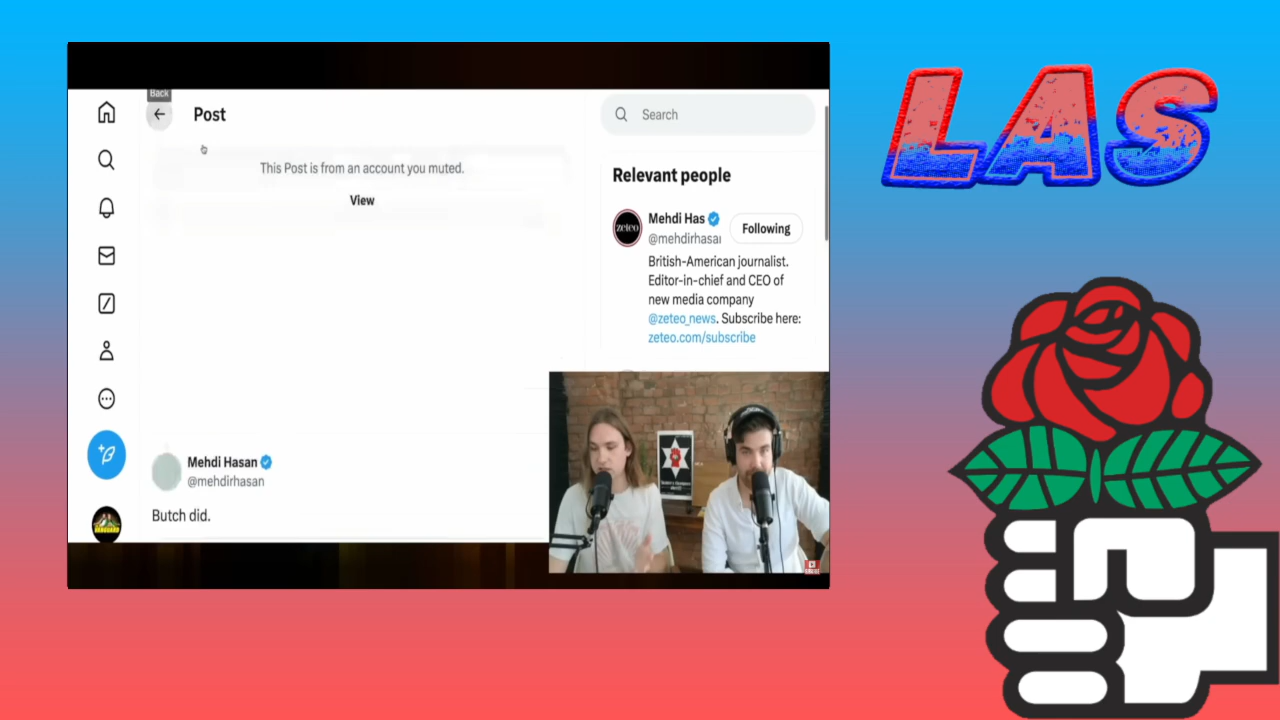 LAS
Back
Post
Search
This Post is from an account you muted.
View
Relevant people
Mehdi Has
@mehdirhasa
Following
British-American journalist.
Editor-in-chief and CEO of
new media company
@zeteo_news. Subscribe here:
zeteo.com/subscribe
zeteo
Mehdi Hasan
@mehdirhasan
Butch did.